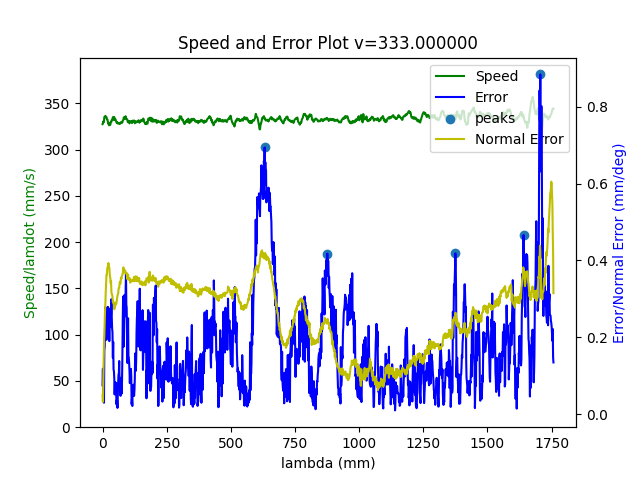 Speed and Error Plot v=333.000000
Speed
Error
peaks
Normal Error
Speed/lamdot (mm/s)
0
50
100
150
200
250
300
350
0.0
0.2
0.4
0.6
0.8
Error/Normal Error (mm/deg)
0
250
500
750
1000
1250
1500
1750
lambda (mm)